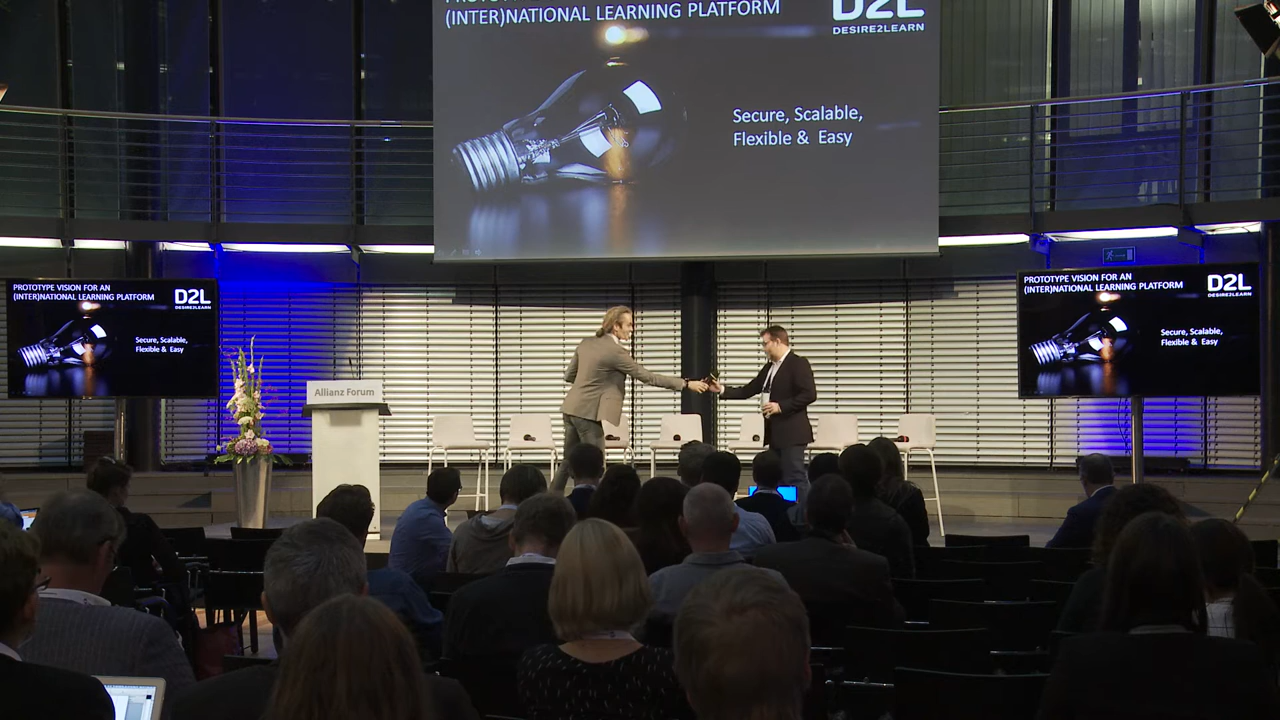 PROTOTYPE
(INTER)NATIONAL LEARNING PLATFORM
D2L
DESIRE2LEARN
Secure, Scalable,
Flexible & Easy
PROTOTYPE VISION FOR AN
(INTER)NATIONAL LEARNING PLATFORM
D2L
DESIRE2LEARN
Secure, Scalable,
Flexible & Easy
Allianz Forum
PROTOTYPE VISION FOR AN
(INTER)NATIONAL LEARNING PLATFORM
D2L
DESIRE2LEARN
Secure, Scalable,
Flexible & Easy